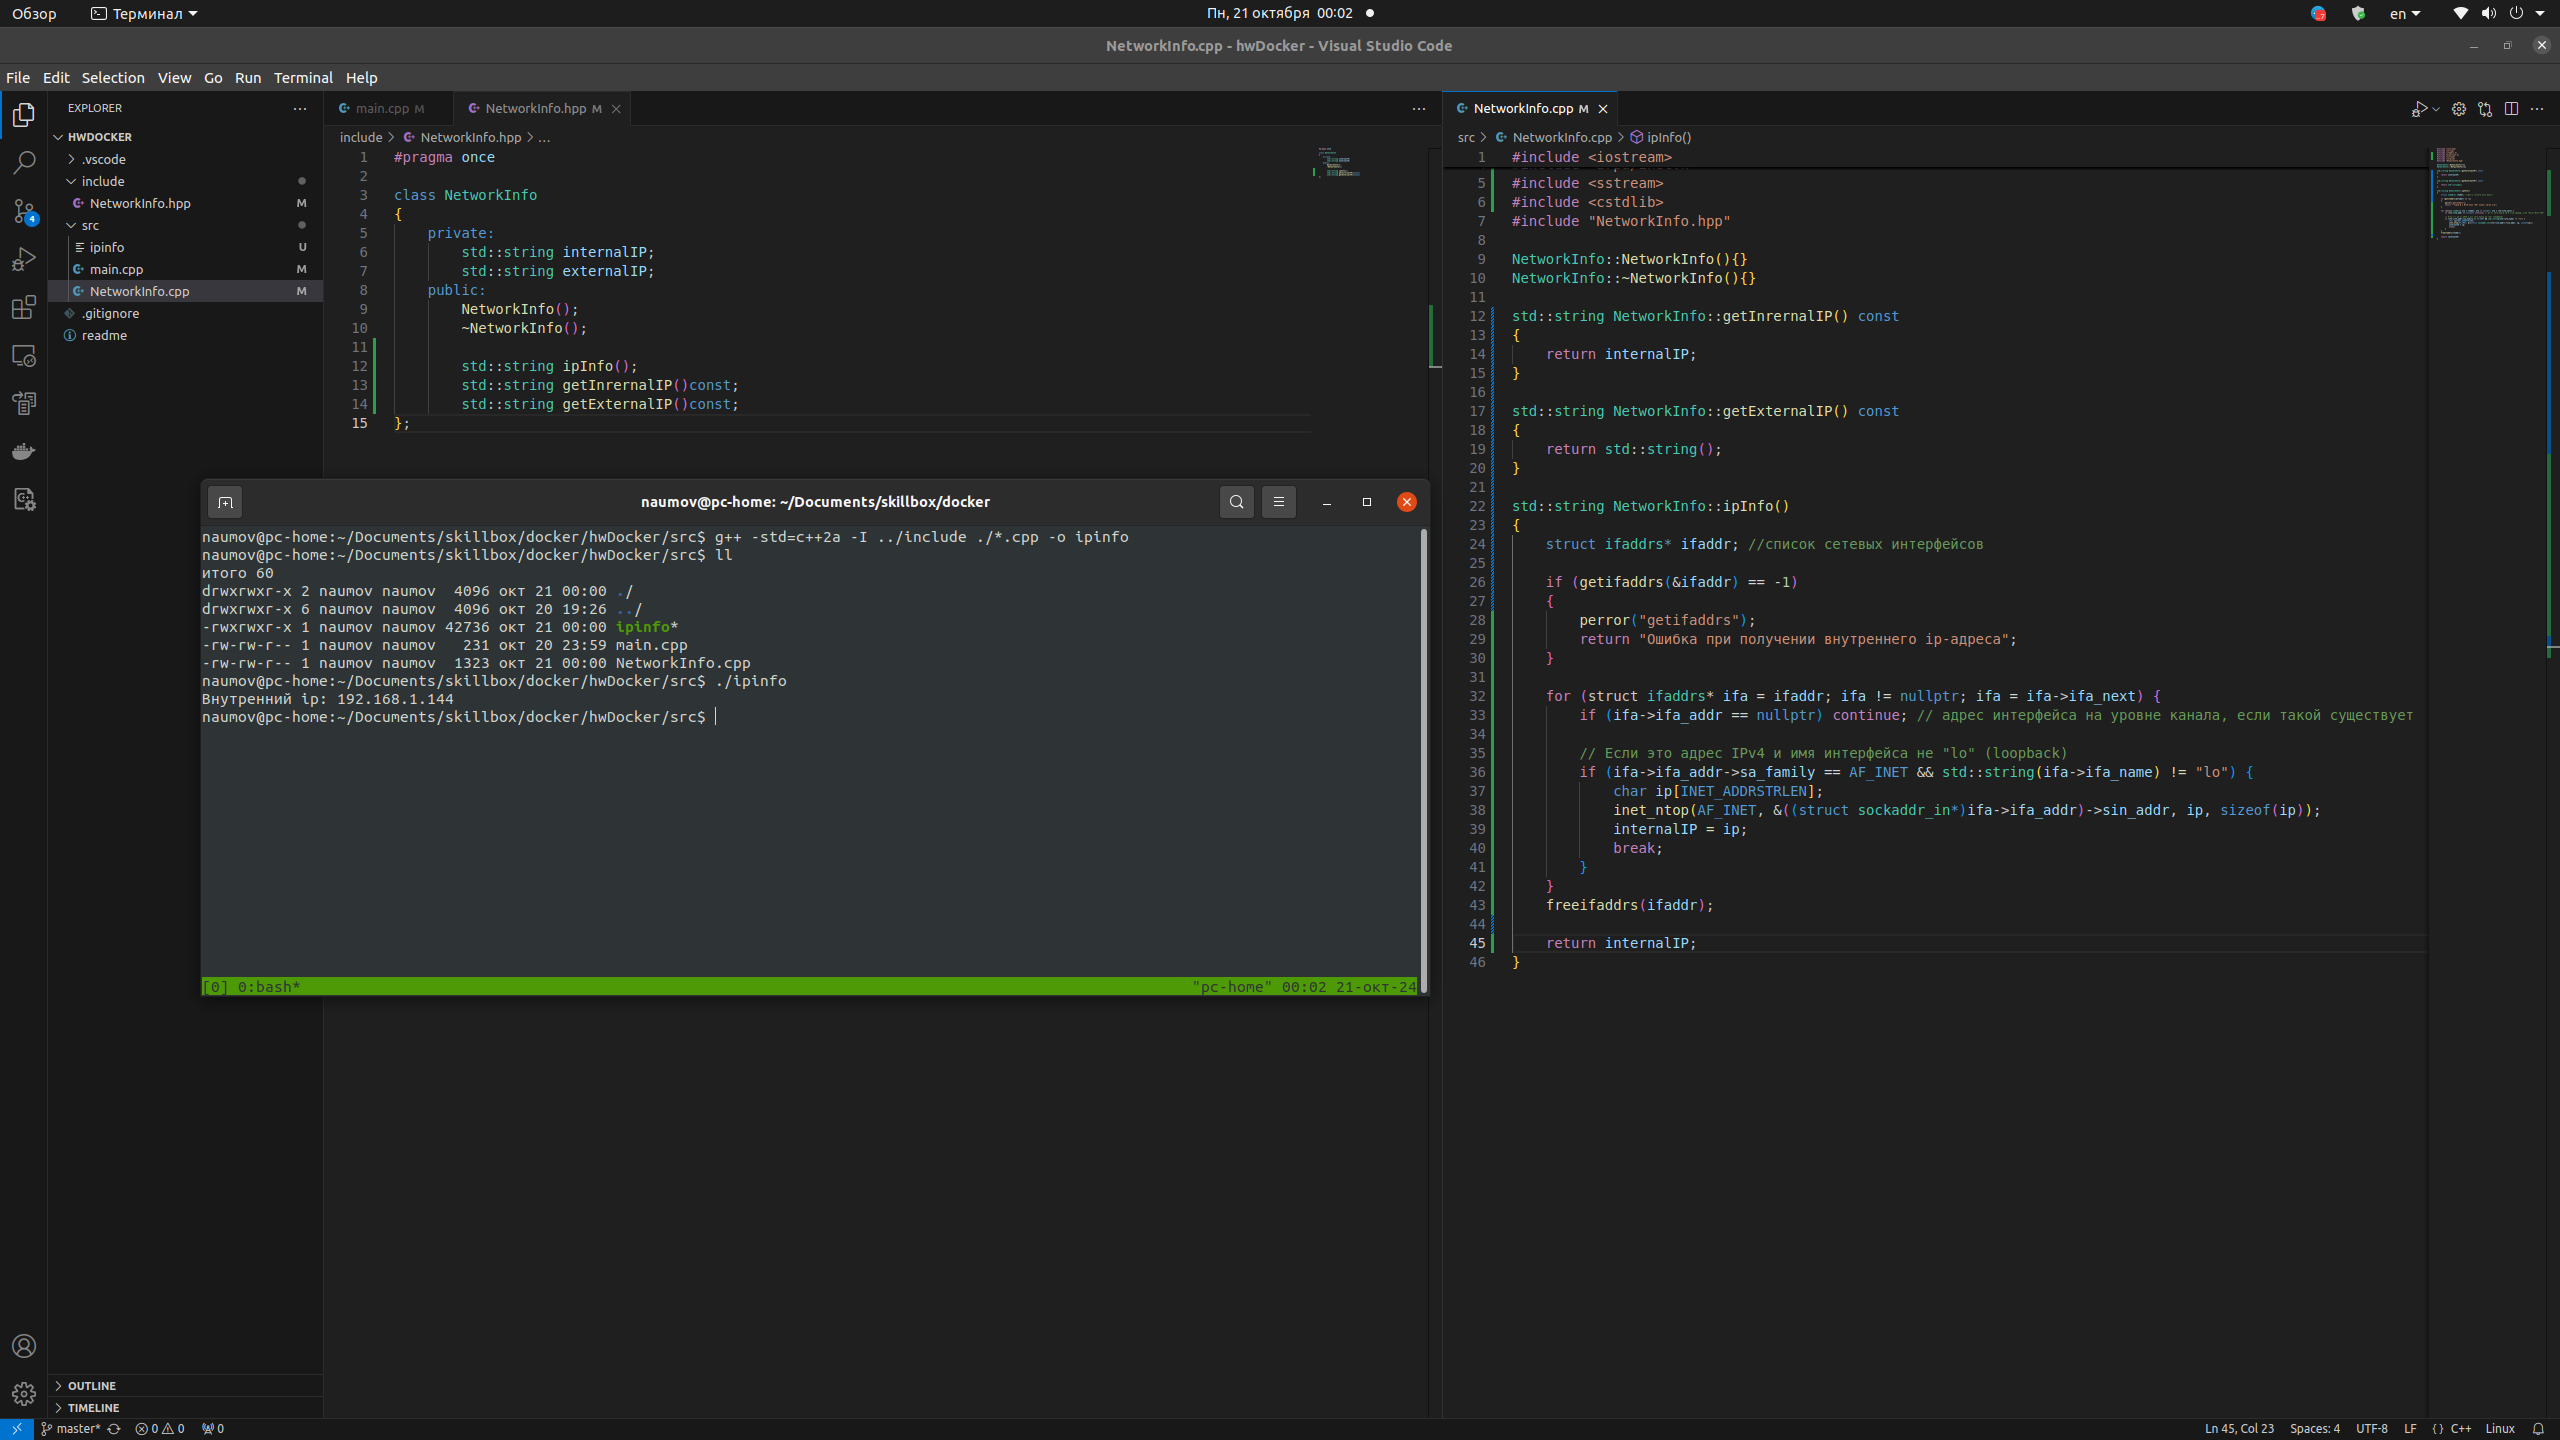 Обзор
Терминал
Пн, 21 октября 00:02
en
NetworkInfo.cpp - hwDocker - Visual Studio Code
File Edit Selection View Go Run Terminal Help
EXPLORER
HWDOCKER
.vscode
include
NetworkInfo.hpp M
src
ipinfo U
main.cpp M
NetworkInfo.cpp M
.gitignore
readme
4
OUTLINE
TIMELINE
main.cpp M
NetworkInfo.hpp M
include > NetworkInfo.hpp > ...
1 #pragma once
2
3 class NetworkInfo
4 {
5 private:
6 std::string internalIP;
7 std::string externalIP;
8 public:
9 NetworkInfo();
10 ~NetworkInfo();
11
12 std::string ipInfo();
13 std::string getInrernalIP()const;
14 std::string getExternalIP()const;
15 };
naumov@pc-home: ~/Documents/skillbox/docker
naumov@pc-home:~/Documents/skillbox/docker/hwDocker/src$ g++ -std=c++2a -I ../include ./*.cpp -o ipinfo
naumov@pc-home:~/Documents/skillbox/docker/hwDocker/src$ ll
итого 60
drwxrwxr-x 2 naumov naumov 4096 окт 21 00:00 ./
drwxrwxr-x 6 naumov naumov 4096 окт 20 19:26 ../
-rwxrwxr-x 1 naumov naumov 42736 окт 21 00:00 ipinfo*
-rw-rw-r-- 1 naumov naumov 231 окт 20 23:59 main.cpp
-rw-rw-r-- 1 naumov naumov 1323 окт 21 00:00 NetworkInfo.cpp
naumov@pc-home:~/Documents/skillbox/docker/hwDocker/src$ ./ipinfo
Внутренний ip: 192.168.1.144
naumov@pc-home:~/Documents/skillbox/docker/hwDocker/src$
[0] 0:bash*
"pc-home" 00:02 21-окт-24
NetworkInfo.cpp M
src > NetworkInfo.cpp > ipInfo()
1 #include <iostream>
5 #include <sstream>
6 #include <cstdlib>
7 #include "NetworkInfo.hpp"
8
9 NetworkInfo::NetworkInfo(){}
10 NetworkInfo::~NetworkInfo(){}
11
12 std::string NetworkInfo::getInrernalIP() const
13 {
14 return internalIP;
15 }
16
17 std::string NetworkInfo::getExternalIP() const
18 {
19 return std::string();
20 }
21
22 std::string NetworkInfo::ipInfo()
23 {
24 struct ifaddrs* ifaddr; //список сетевых интерфейсов
25
26 if (getifaddrs(&ifaddr) == -1)
27 {
28 perror("getifaddrs");
29 return "Ошибка при получении внутреннего ip-адреса";
30 }
31
32 for (struct ifaddrs* ifa = ifaddr; ifa != nullptr; ifa = ifa->ifa_next) {
33 if (ifa->ifa_addr == nullptr) continue; // адрес интерфейса на уровне канала, если такой существует
34
35 // Если это адрес IPv4 и имя интерфейса не "lo" (loopback)
36 if (ifa->ifa_addr->sa_family == AF_INET && std::string(ifa->ifa_name) != "lo") {
37 char ip[INET_ADDRSTRLEN];
38 inet_ntop(AF_INET, &((struct sockaddr_in*)ifa->ifa_addr)->sin_addr, ip, sizeof(ip));
39 internalIP = ip;
40 break;
41 }
42 }
43 freeifaddrs(ifaddr);
44
45 return internalIP;
46 }
master* 0 0 0
Ln 45, Col 23 Spaces: 4 UTF-8 LF {} C++ Linux